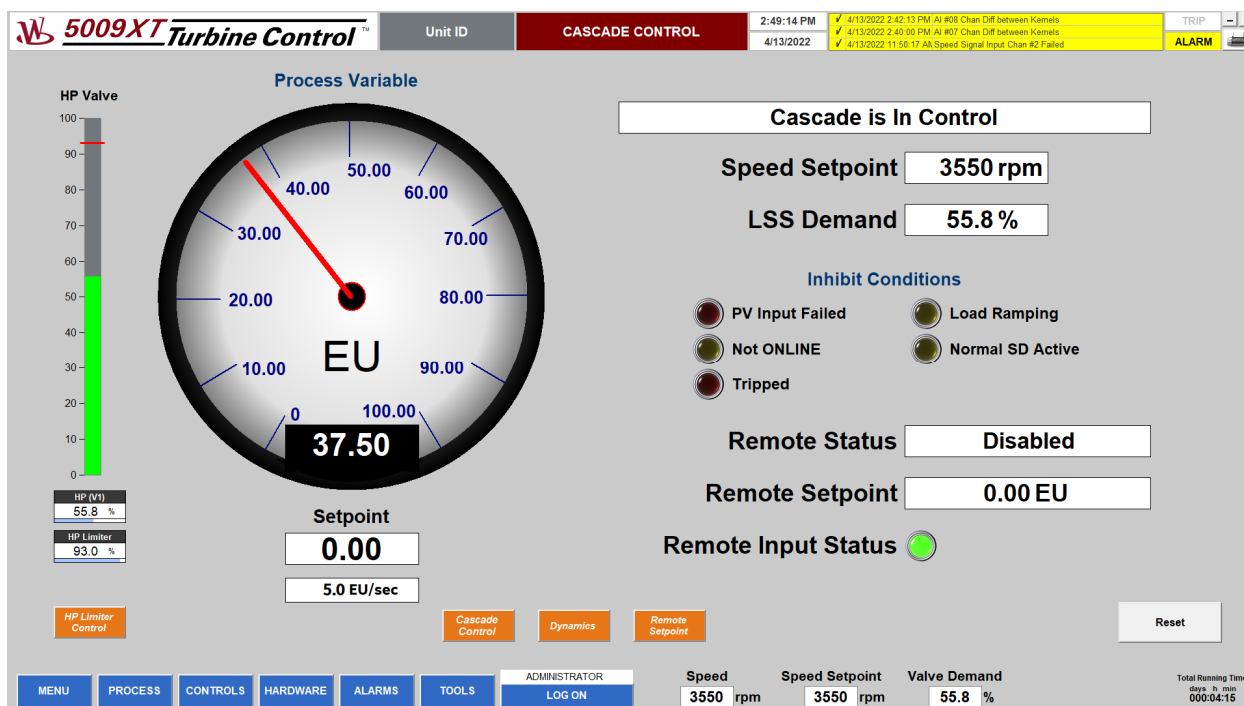 5009XT Turbine Control ™
Unit ID
CASCADE CONTROL
2:49:14 PM
4/13/2022
✓ 4/13/2022 2:42:13 PM AI #08 Chan Diff between Kernels
✓ 4/13/2022 2:40:00 PM AI #07 Chan Diff between Kernels
✓ 4/13/2022 11:50:17 AM Speed Signal Input Chan #2 Failed
TRIP
ALARM
HP Valve
100
90
80
70
60
50
40
30
20
10
0
HP (V1)
55.8 %
HP Limiter
93.0 %
HP Limiter
Control
Process Variable
0
10.00
20.00
30.00
40.00
50.00
60.00
70.00
80.00
90.00
100.00
EU
37.50
Setpoint
0.00
5.0 EU/sec
Cascade is In Control
Speed Setpoint 3550 rpm
LSS Demand 55.8 %
Inhibit Conditions
PV Input Failed
Load Ramping
Not ONLINE
Normal SD Active
Tripped
Remote Status Disabled
Remote Setpoint 0.00 EU
Remote Input Status
Cascade
Control
Dynamics
Remote
Setpoint
Reset
MENU
PROCESS
CONTROLS
HARDWARE
ALARMS
TOOLS
ADMINISTRATOR
LOG ON
Speed
3550 rpm
Speed Setpoint
3550 rpm
Valve Demand
55.8 %
Total Running Time
days h min
000:04:15